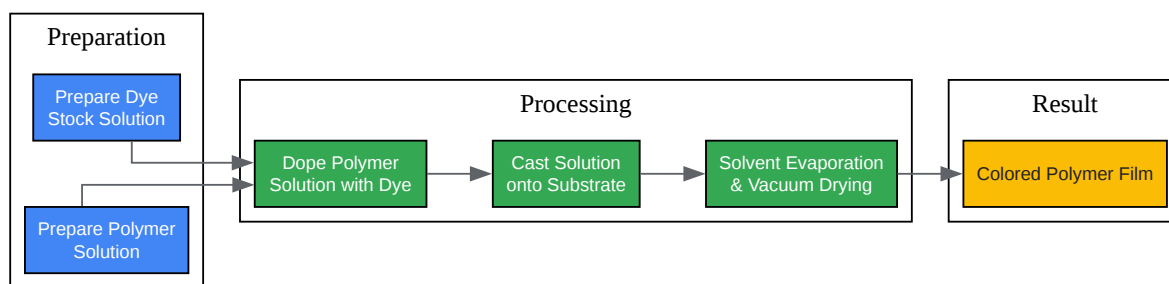 Preparation
Prepare Dye
Stock Solution
Prepare Polymer
Solution
Processing
Dope Polymer
Solution with Dye
Cast Solution
onto Substrate
Solvent Evaporation
& Vacuum Drying
Result
Colored Polymer Film